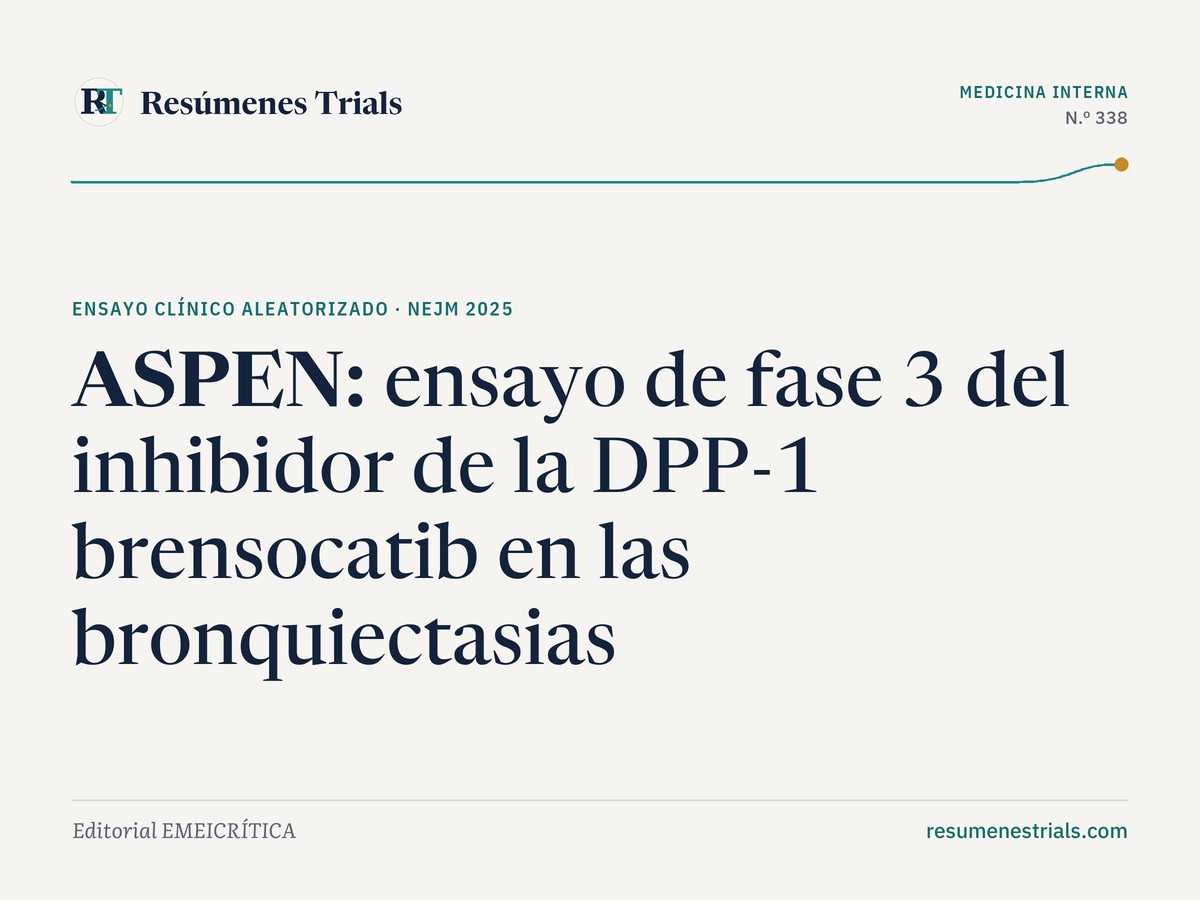 RT Resúmenes Trials
MEDICINA INTERNA
N.º 338
ENSAYO CLÍNICO ALEATORIZADO · NEJM 2025
ASPEN: ensayo de fase 3 del
inhibidor de la DPP-1
brensocatib en las
bronquiectasias
Editorial EMEICRÍTICA
resumenestrials.com